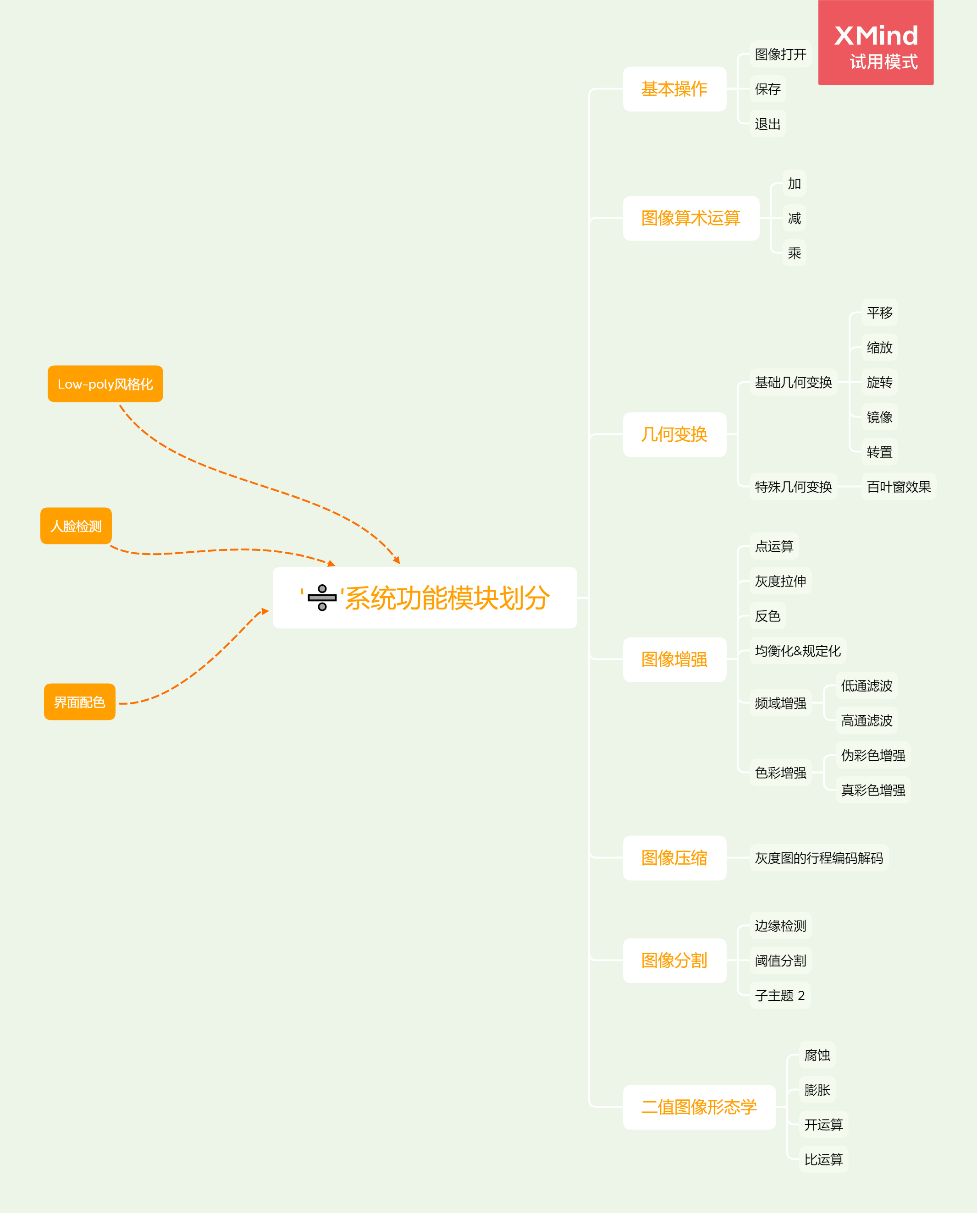 XMind
试用模式
基本操作
图像打开
保存
退出
图像算术运算
加
减
乘
几何变换
基础几何变换
平移
缩放
旋转
镜像
转置
特殊几何变换
百叶窗效果
Low-poly风格化
人脸检测
界面配色
'➗'系统功能模块划分
图像增强
点运算
灰度拉伸
反色
均衡化&规定化
频域增强
低通滤波
高通滤波
色彩增强
伪彩色增强
真彩色增强
图像压缩
灰度图的行程编码解码
图像分割
边缘检测
阈值分割
子主题 2
二值图像形态学
腐蚀
膨胀
开运算
比运算